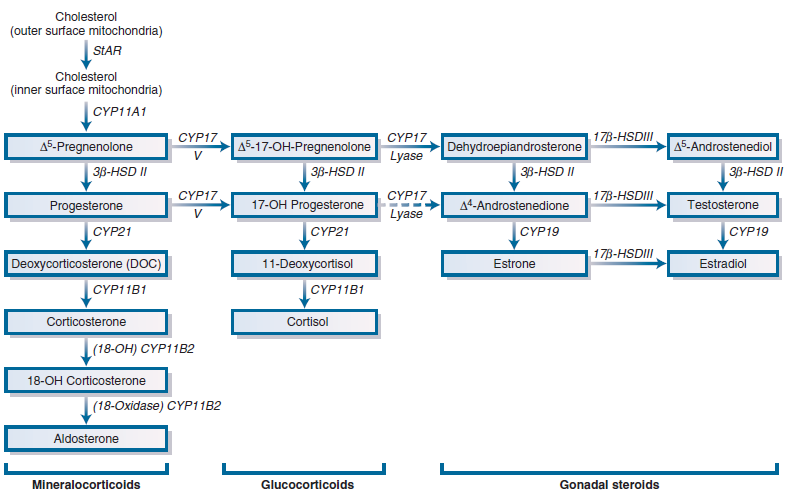 Cholesterol
(outer surface mitochondria)
StAR
Cholesterol
(inner surface mitochondria)
CYP11A1
Δ5-Pregnenolone
CYP17
V
Δ5-17-OH-Pregnenolone
CYP17
Lyase
Dehydroepiandrosterone
17β-HSDIII
Δ5-Androstenediol
3β-HSD II
3β-HSD II
3β-HSD II
3β-HSD II
Progesterone
CYP17
V
17-OH Progesterone
CYP17
Lyase
Δ4-Androstenedione
17β-HSDIII
Testosterone
CYP21
CYP21
CYP19
CYP19
Deoxycorticosterone (DOC)
11-Deoxycortisol
Estrone
17β-HSDIII
Estradiol
CYP11B1
CYP11B1
Corticosterone
Cortisol
(18-OH) CYP11B2
18-OH Corticosterone
(18-Oxidase) CYP11B2
Aldosterone
Mineralocorticoids
Glucocorticoids
Gonadal steroids